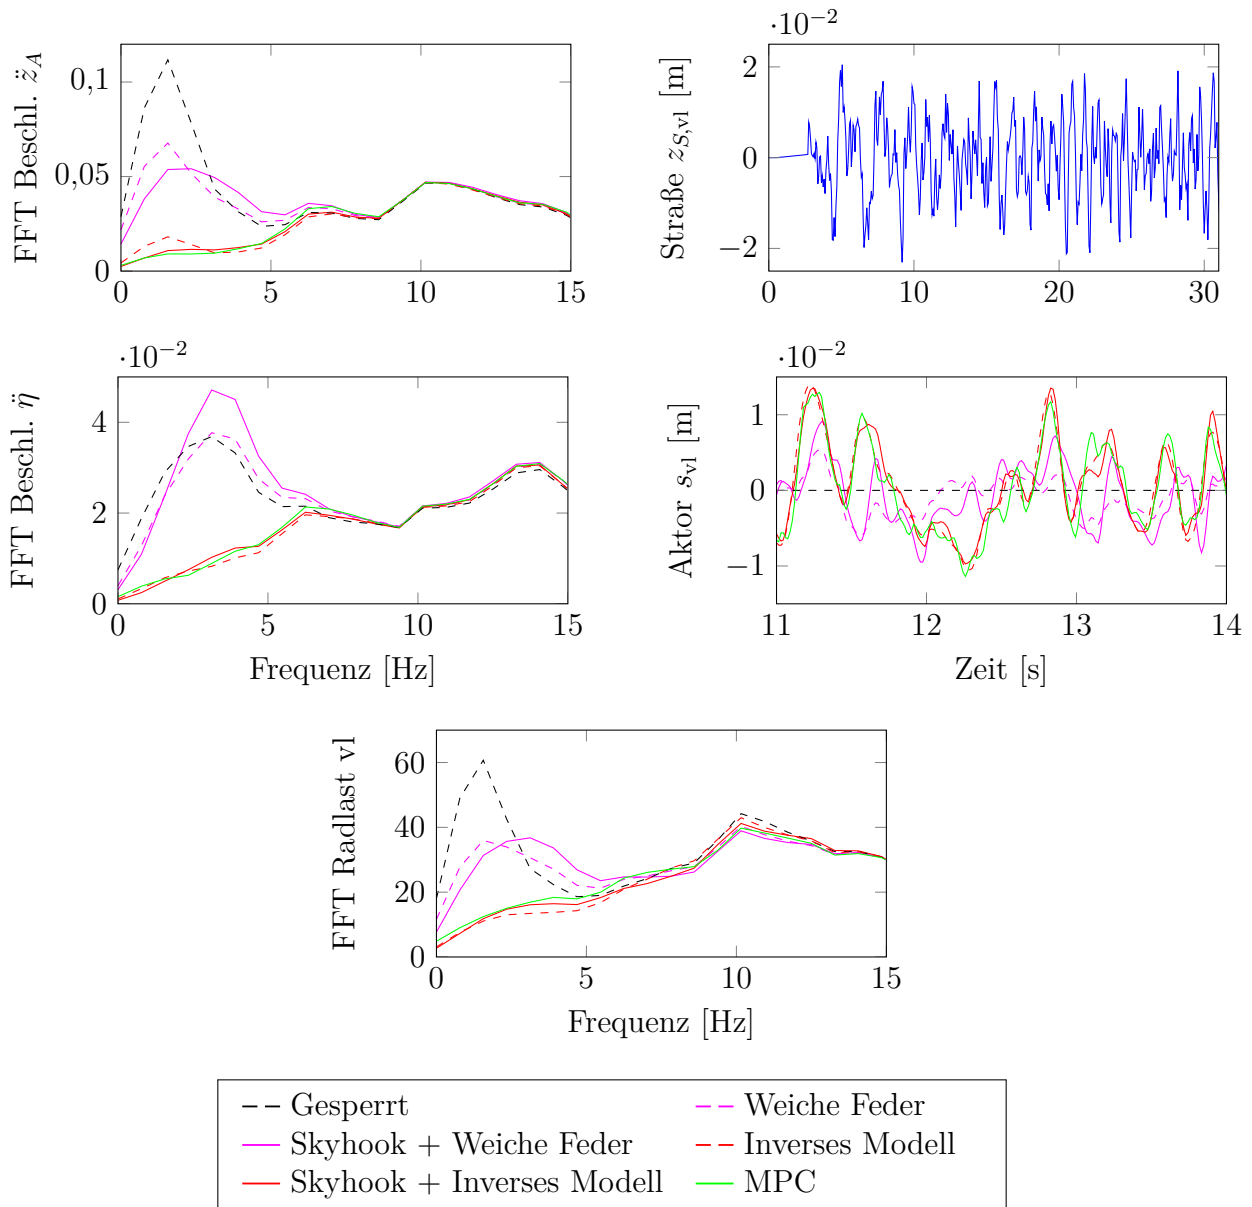 FFT Beschl. z̈_A
0,1
0,05
0
0 5 10 15
·10⁻²
Straße z_S,vl [m]
2
0
−2
0 10 20 30
·10⁻²
FFT Beschl. η̈
4
2
0
0 5 10 15
Frequenz [Hz]
·10⁻²
Aktor s_vl [m]
1
0
−1
11 12 13 14
Zeit [s]
FFT Radlast vl
60
40
20
0
0 5 10 15
Frequenz [Hz]
Gesperrt
Weiche Feder
Skyhook + Weiche Feder
Inverses Modell
Skyhook + Inverses Modell
MPC